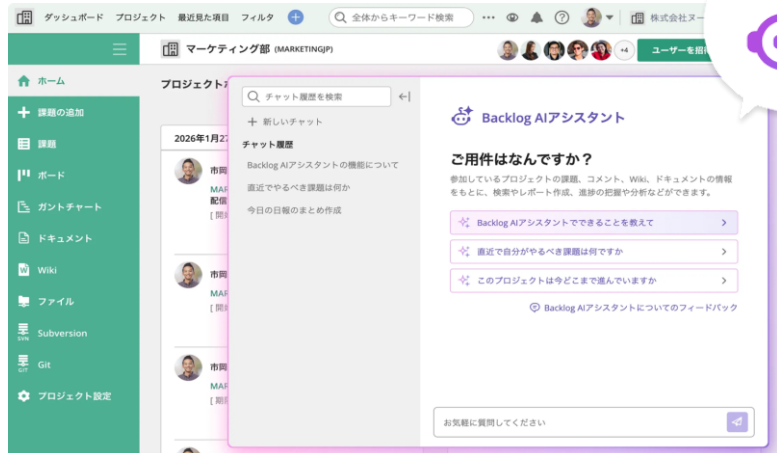 ダッシュボード プロジェクト 最近見た項目 フィルタ
全体からキーワード検索
株式会社ヌー
マーケティング部 (MARKETINGJP)
+4
ユーザーを招
ホーム
課題の追加
課題
ボード
ガントチャート
ドキュメント
Wiki
ファイル
SVN
Subversion
GIT
Git
プロジェクト設定
プロジェクトホ
2026年1月27
市岡
MAR
配信
[ 開
市岡
MAR
[ 開
市岡
MAR
[ 期
チャット履歴を検索
新しいチャット
チャット履歴
Backlog AIアシスタントの機能について
直近でやるべき課題は何か
今日の日報のまとめ作成
Backlog AIアシスタント
ご用件はなんですか？
参加しているプロジェクトの課題、コメント、Wiki、ドキュメントの情報
をもとに、検索やレポート作成、進捗の把握や分析などができます。
Backlog AIアシスタントでできることを教えて
直近で自分がやるべき課題は何ですか
このプロジェクトは今どこまで進んでいますか
Backlog AIアシスタントについてのフィードバック
お気軽に質問してください